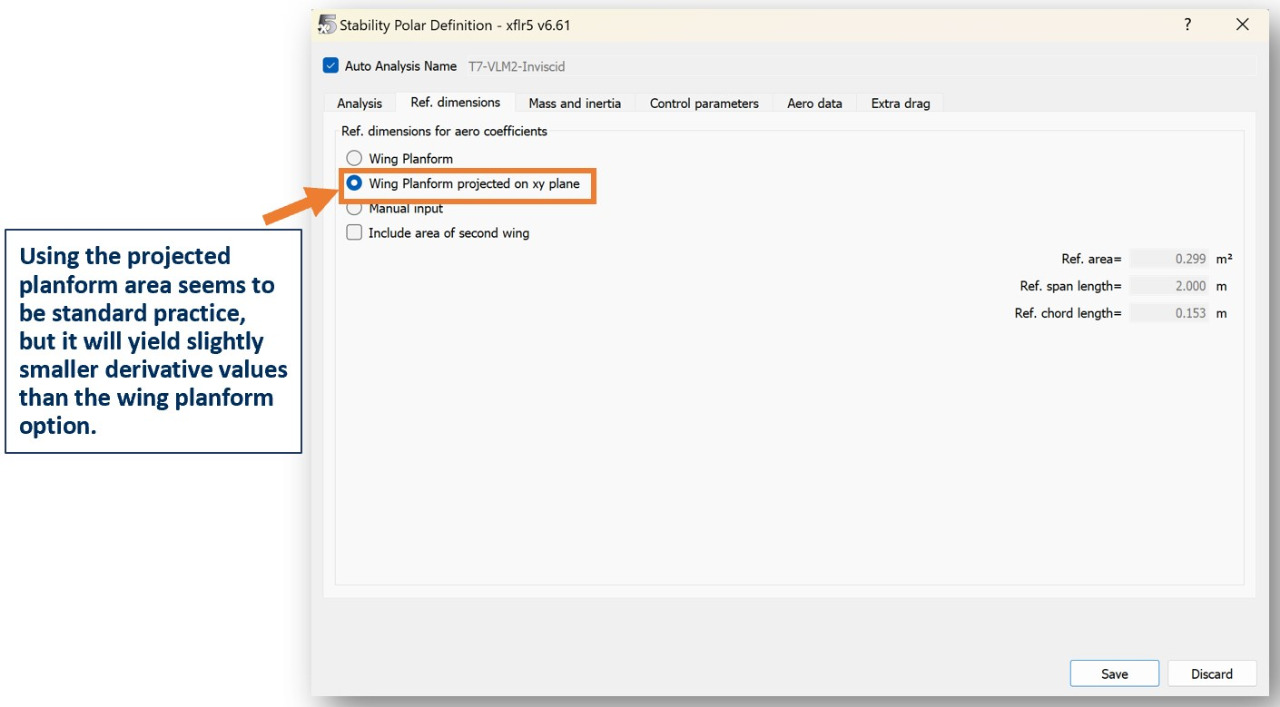 Stability Polar Definition - xflr5 v6.61
? X
Auto Analysis Name T7-VLM2-Inviscid
Analysis Ref. dimensions Mass and inertia Control parameters Aero data Extra drag
Ref. dimensions for aero coefficients
Wing Planform
Wing Planform projected on xy plane
Manual input
Include area of second wing
Ref. area= 0.299 m²
Ref. span length= 2.000 m
Ref. chord length= 0.153 m
Using the projected
planform area seems to
be standard practice,
but it will yield slightly
smaller derivative values
than the wing planform
option.
Save Discard